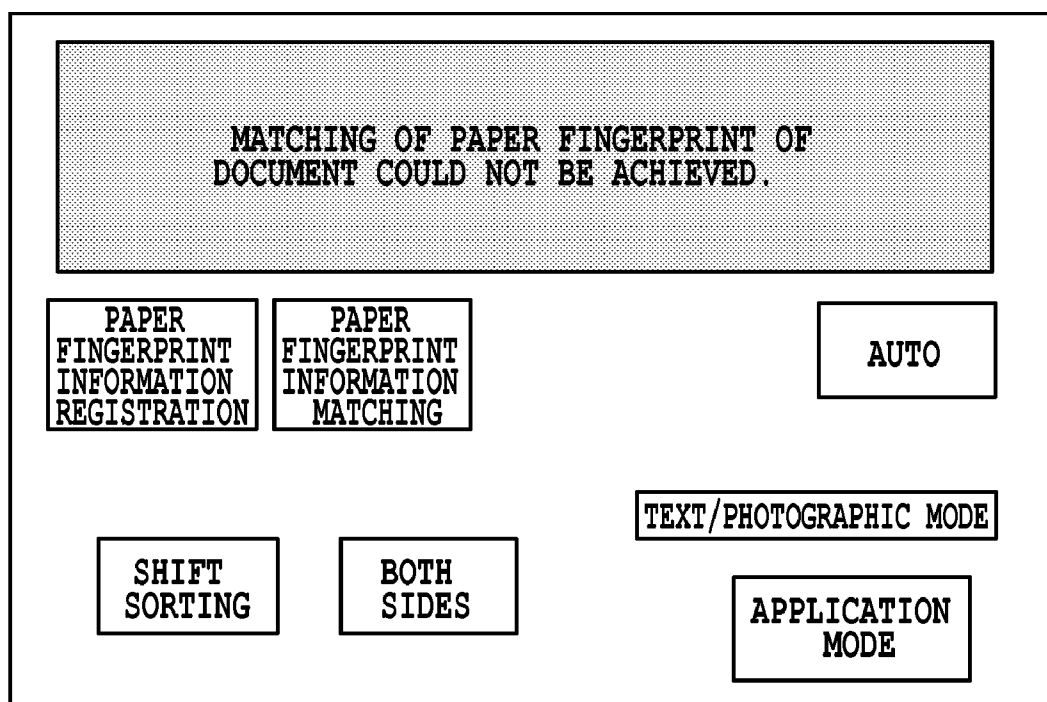 MATCHING OF PAPER FINGERPRINT OF
DOCUMENT COULD NOT BE ACHIEVED.
PAPER
FINGERPRINT
INFORMATION
REGISTRATION
PAPER
FINGERPRINT
INFORMATION
MATCHING
AUTO
TEXT/PHOTOGRAPHIC MODE
SHIFT
SORTING
BOTH
SIDES
APPLICATION
MODE